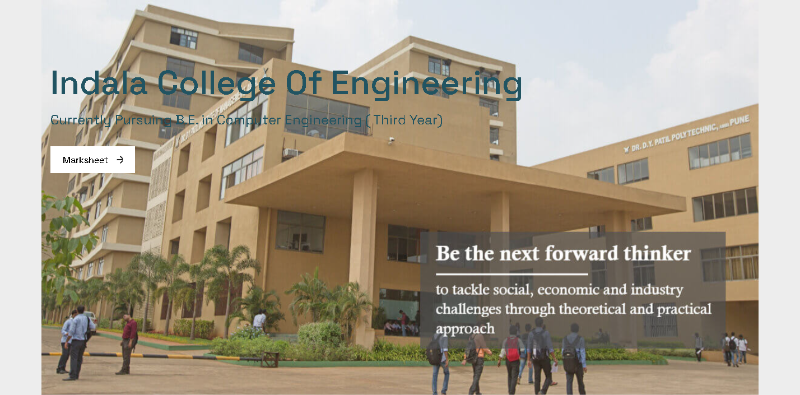 Indala College Of Engineering
Currently Pursuing B.E. in Computer Engineering ( Third Year)
Marksheet →
DR. D.Y. PATIL POLYTECHNIC, PUNE
Be the next forward thinker
to tackle social, economic and industry
challenges through theoretical and practical
approach